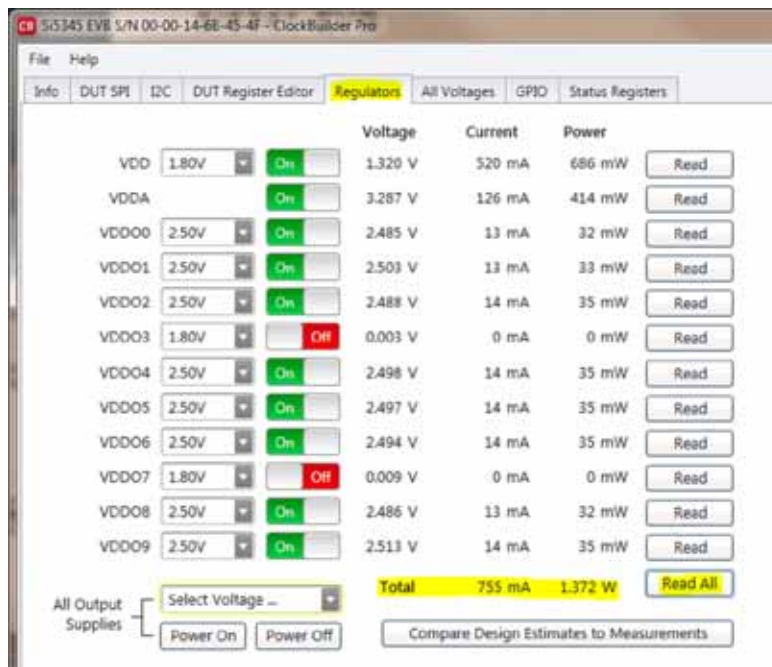 CB Si5345 EVB S/N 00-00-14-6B-45-4F - ClockBuilder Pro
File Help
Info DUT SPI I2C DUT Register Editor Regulators All Voltages GPIO Status Registers
Voltage Current Power
VDD 1.80V On 1.320 V 520 mA 686 mW Read
VDDA On 3.287 V 126 mA 414 mW Read
VDDO0 2.50V On 2.485 V 13 mA 32 mW Read
VDDO1 2.50V On 2.503 V 13 mA 33 mW Read
VDDO2 2.50V On 2.488 V 14 mA 35 mW Read
VDDO3 1.80V Off 0.003 V 0 mA 0 mW Read
VDDO4 2.50V On 2.498 V 14 mA 35 mW Read
VDDO5 2.50V On 2.497 V 14 mA 35 mW Read
VDDO6 2.50V On 2.494 V 14 mA 35 mW Read
VDDO7 1.80V Off 0.009 V 0 mA 0 mW Read
VDDO8 2.50V On 2.486 V 13 mA 32 mW Read
VDDO9 2.50V On 2.513 V 14 mA 35 mW Read
Total 755 mA 1.372 W Read All
All Output Supplies
Select Voltage ...
Power On Power Off
Compare Design Estimates to Measurements